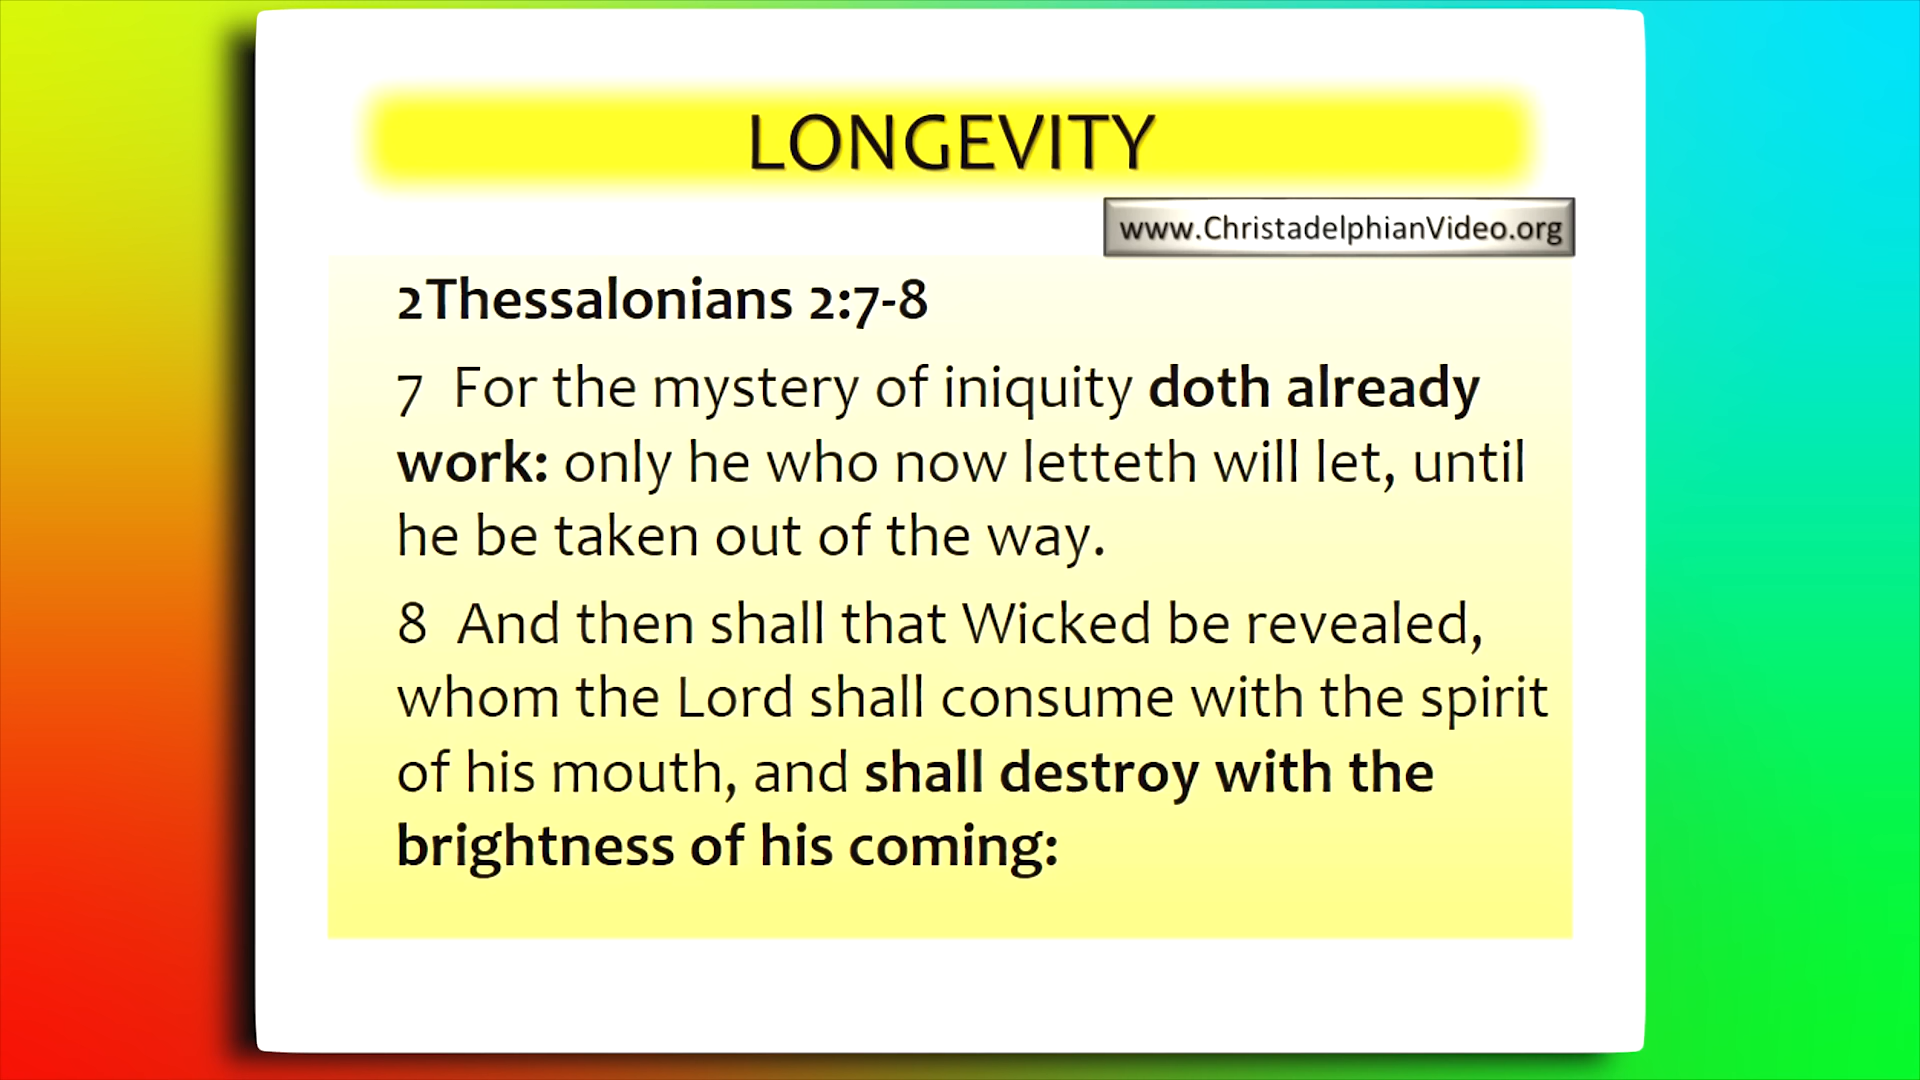 LONGEVITY
www.ChristadelphianVideo.org
2Thessalonians 2:7-8
7 For the mystery of iniquity doth already
work: only he who now letteth will let, until
he be taken out of the way.
8 And then shall that Wicked be revealed,
whom the Lord shall consume with the spirit
of his mouth, and shall destroy with the
brightness of his coming: